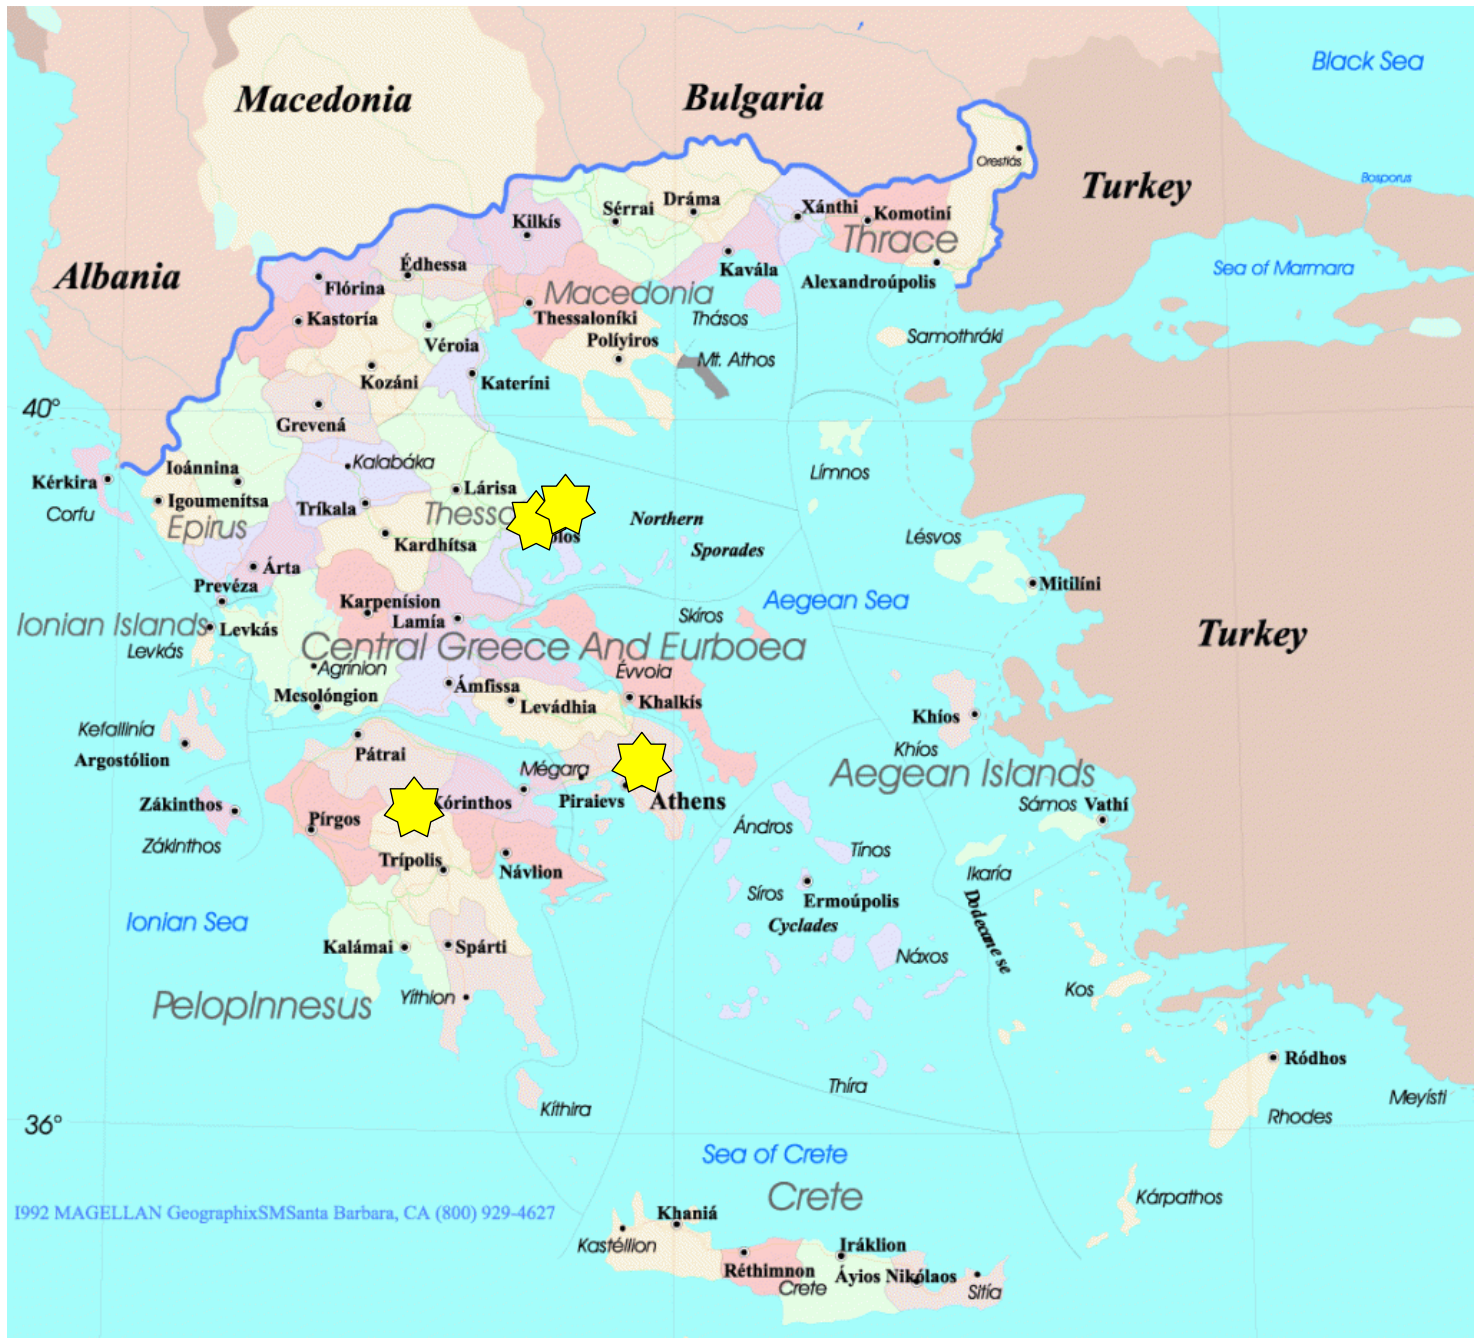 Black Sea
Macedonia
Bulgaria
Orestiás
Turkey
Bosporus
Dráma
Sérrai
Xánthi
Komotiní
Kilkís
Thrace
Albania
Édhessa
Kavála
Sea of Marmara
Flórina
Alexandroúpolis
Macedonia
Kastoría
Thessaloníki
Thásos
Samothráki
Políyiros
Véroia
Mt. Athos
Kozáni
Kateríni
40°
Grevená
Kalabáka
Ioánnina
Límnos
Kérkira
Igoumenítsa
Lárisa
Tríkala
Corfu
Epirus
Thessa
Northern
Kardhítsa
Lésvos
Sporades
Árta
Mitilíni
Prevéza
Karpenísion
Aegean Sea
Lamía
Skíros
Ionian Islands
Levkás
Turkey
Levkás
Central Greece And Eurboea
Agrínion
Évvoia
Ámfissa
Mesolóngion
Levádhia
Khalkís
Khíos
Kefallinía
Khíos
Argostólion
Pátrai
Mégara
Aegean Islands
Zákinthos
Kórinthos
Piraievs
Athens
Sámos
Vathí
Pírgos
Ándros
Zákinthos
Trípolis
Tínos
Návlion
Ikaría
Síros
Ermoúpolis
Ionian Sea
Cyclades
Dodecane se
Kalámai
Spárti
Náxos
Kos
PelopInnesus
Yíthion
Ródhos
Thíra
Meyísti
Kíthira
Rhodes
36°
Sea of Crete
Crete
Kárpathos
I992 MAGELLAN GeographixSMSanta Barbara, CA (800) 929-4627
Khaniá
Kastéllion
Iráklion
Réthimnon
Áyios Nikólaos
Crete
Sitía